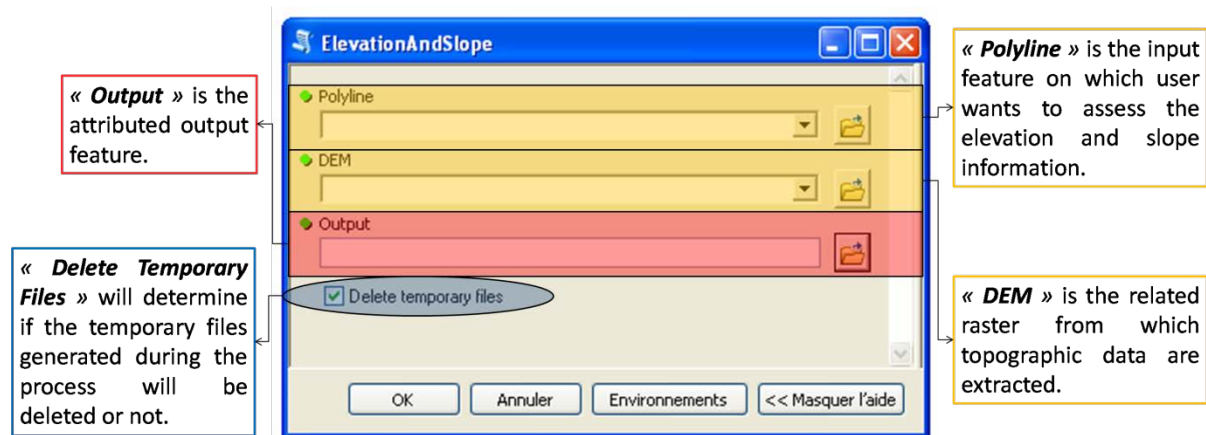 « Output » is the
attributed output
feature.
« Delete Temporary
Files » will determine
if the temporary files
generated during the
process will be
deleted or not.
ElevationAndSlope
Polyline
DEM
Output
Delete temporary files
OK
Annuler
Environnements
<< Masquer l'aide
« Polyline » is the input
feature on which user
wants to assess the
elevation and slope
information.
« DEM » is the related
raster from which
topographic data are
extracted.